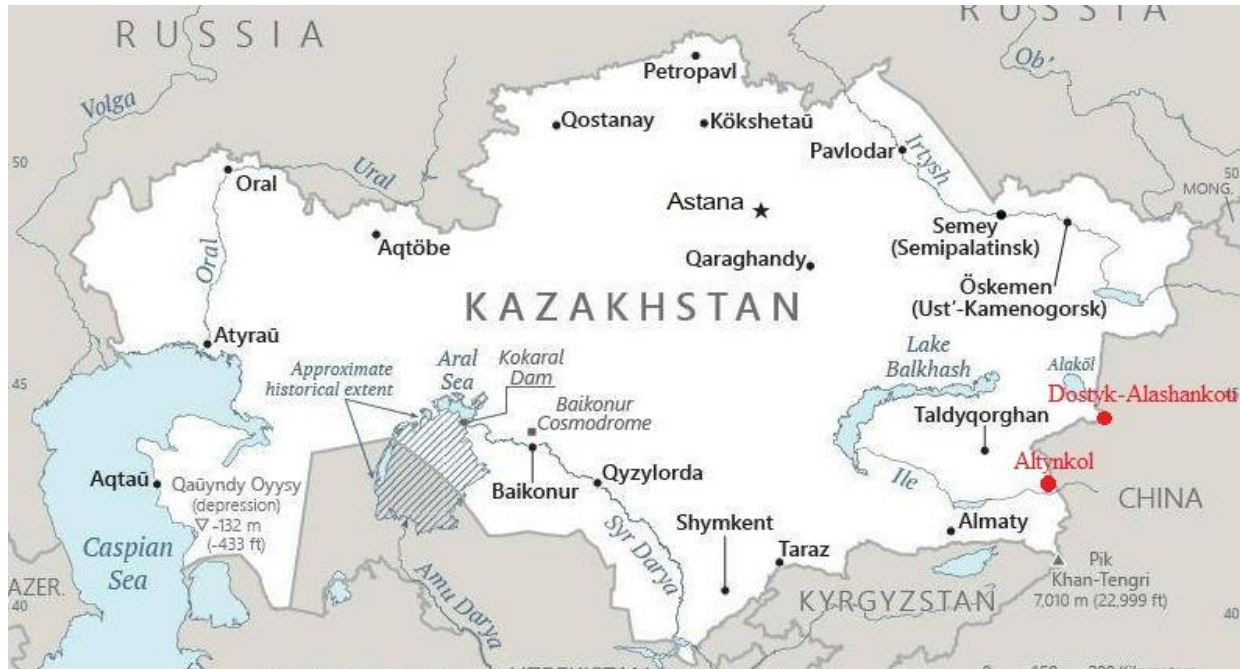 RUSSIA
RUSSIA
Ob'
Volga
Petropavl
Qostanay
Kökshetaū
Pavlodar
Irtysh
50
Oral
Ural
50
MONG.
Astana
Semey
(Semipalatinsk)
Oral
Aqtöbe
Qaraghandy
Öskemen
(Ust'-Kamenogorsk)
KAZAKHSTAN
Atyraū
Approximate
historical extent
Aral
Sea
Kokaral
Dam
Lake
Balkhash
Alaköl
45
45
Dostyk-Alashankou
Baikonur
Cosmodrome
Taldyqorghan
Altynkol
Aqtaū
Qaūyndy Oyysy
(depression)
▽ -132 m
(-433 ft)
Baikonur
Qyzylorda
Ile
CHINA
Caspian
Sea
Syr Darya
Shymkent
Taraz
Almaty
Pik
Khan-Tengri
7,010 m (22,999 ft)
AZER.
40
Amu Darya
KYRGYZSTAN
40